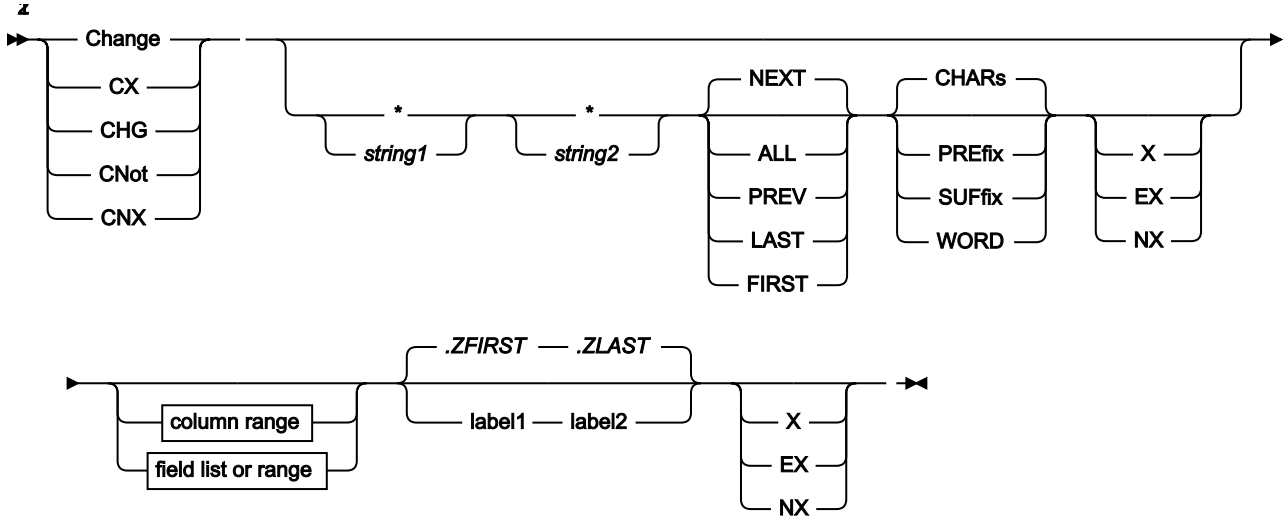 Change
CX
CHG
CNot
CNX
* *
string1 string2
NEXT CHARs
ALL PREfix X
PREV SUFfix EX
LAST WORD NX
FIRST
.ZFIRST .ZLAST
column range label1 label2 X
field list or range EX
NX